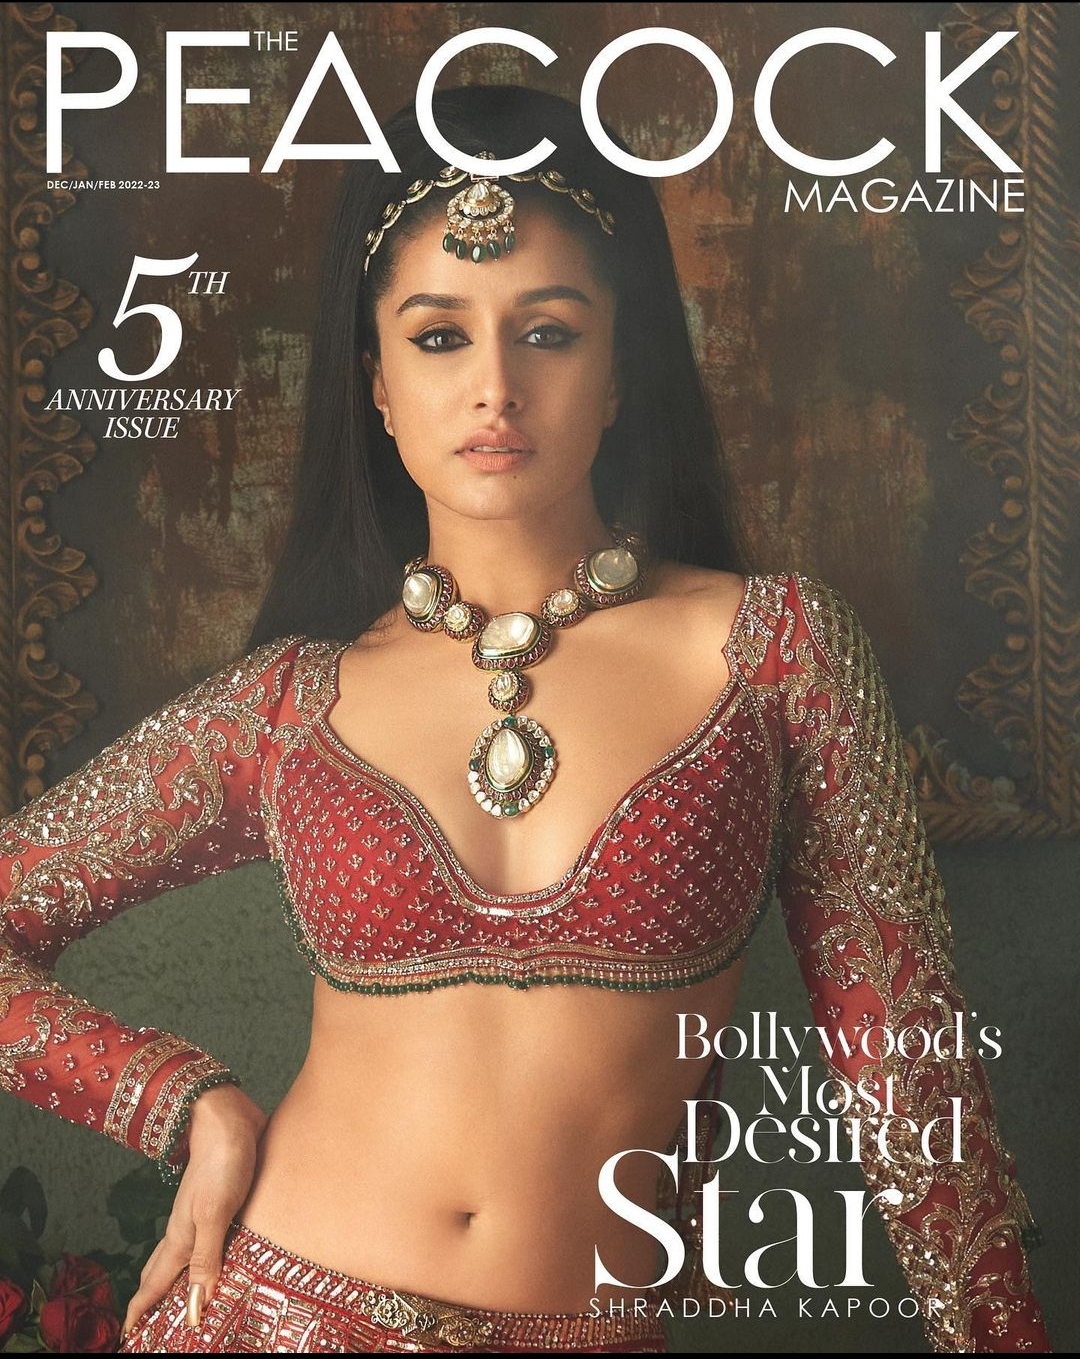 THE
PEACOCK
MAGAZINE
DEC/JAN/FEB 2022-23
5TH
ANNIVERSARY
ISSUE
Bollywood's
Most
Desired
Star
SHRADDHA KAPOOR